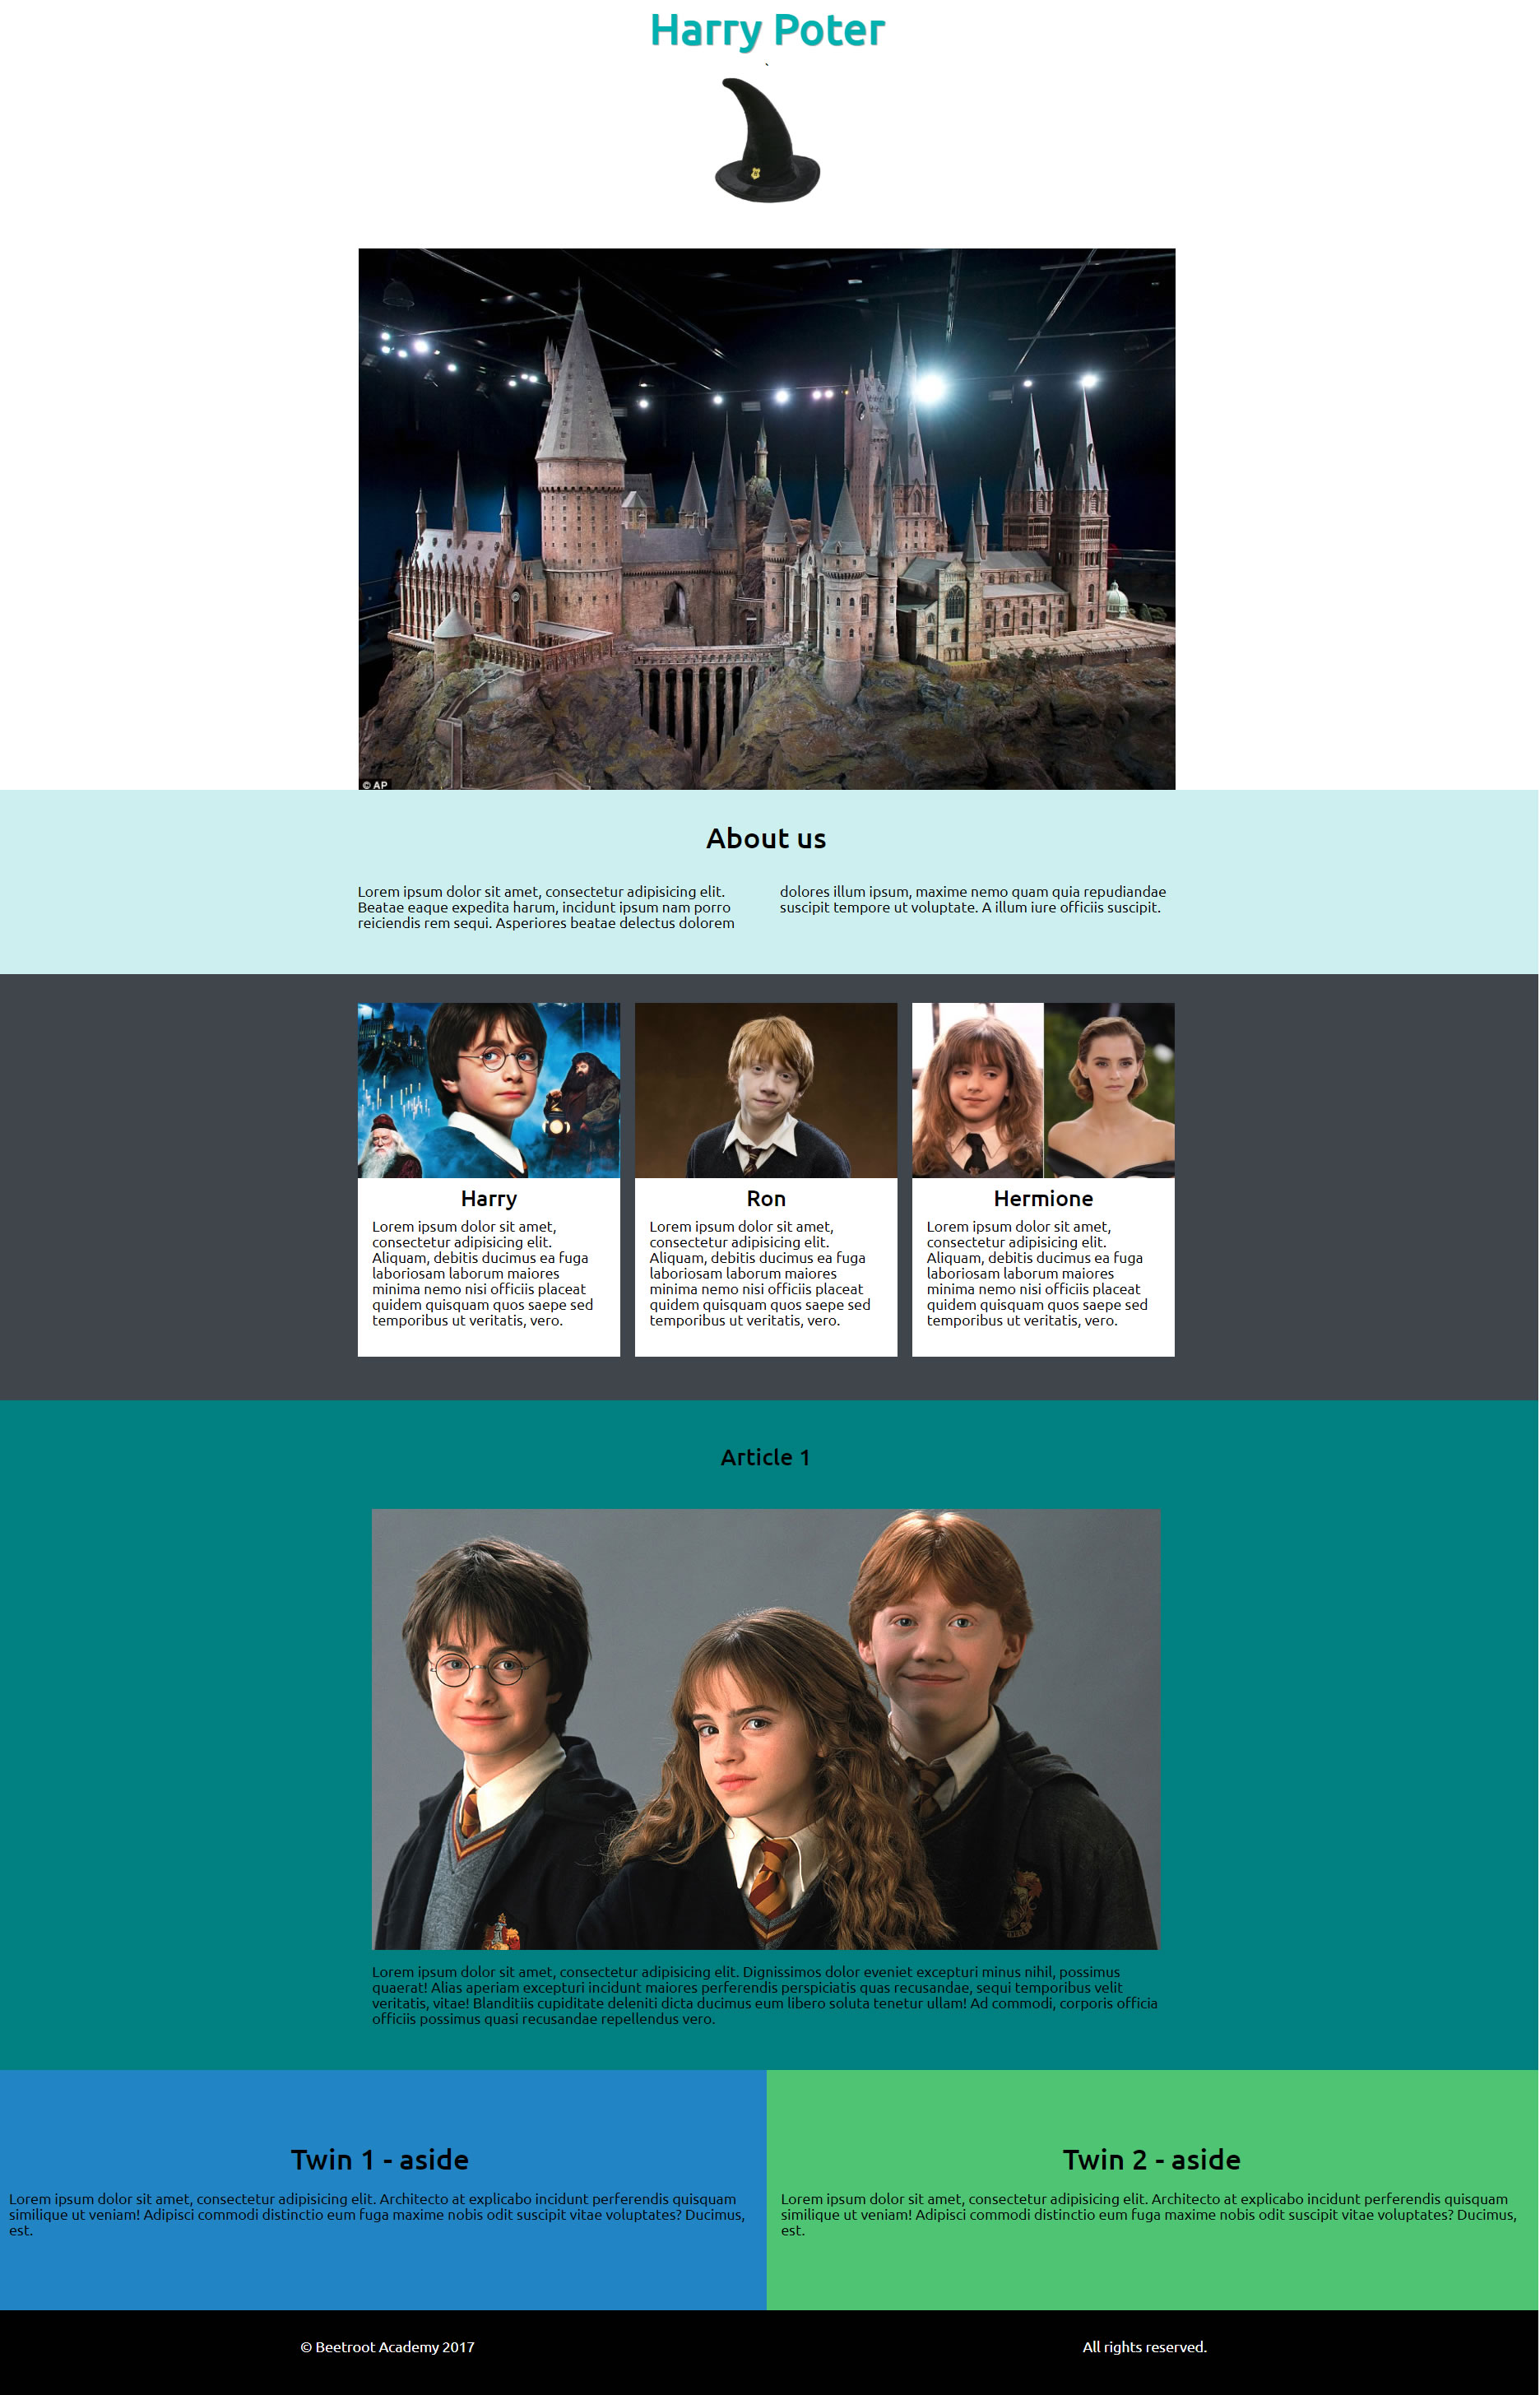 Harry Poter
© AP
About us
Lorem ipsum dolor sit amet, consectetur adipisicing elit.
Beatae eaque expedita harum, incidunt ipsum nam porro
reiciendis rem sequi. Asperiores beatae delectus dolorem
dolores illum ipsum, maxime nemo quam quia repudiandae
suscipit tempore ut voluptate. A illum iure officiis suscipit.
Harry
Lorem ipsum dolor sit amet,
consectetur adipisicing elit.
Aliquam, debitis ducimus ea fuga
laboriosam laborum maiores
minima nemo nisi officiis placeat
quidem quisquam quos saepe sed
temporibus ut veritatis, vero.
Ron
Lorem ipsum dolor sit amet,
consectetur adipisicing elit.
Aliquam, debitis ducimus ea fuga
laboriosam laborum maiores
minima nemo nisi officiis placeat
quidem quisquam quos saepe sed
temporibus ut veritatis, vero.
Hermione
Lorem ipsum dolor sit amet,
consectetur adipisicing elit.
Aliquam, debitis ducimus ea fuga
laboriosam laborum maiores
minima nemo nisi officiis placeat
quidem quisquam quos saepe sed
temporibus ut veritatis, vero.
Article 1
Lorem ipsum dolor sit amet, consectetur adipisicing elit. Dignissimos dolor eveniet excepturi minus nihil, possimus
quaerat! Alias aperiam excepturi incidunt maiores perferendis perspiciatis quas recusandae, sequi temporibus velit
veritatis, vitae! Blanditiis cupiditate deleniti dicta ducimus eum libero soluta tenetur ullam! Ad commodi, corporis officia
officiis possimus quasi recusandae repellendus vero.
Twin 1 - aside
Lorem ipsum dolor sit amet, consectetur adipisicing elit. Architecto at explicabo incidunt perferendis quisquam
similique ut veniam! Adipisci commodi distinctio eum fuga maxime nobis odit suscipit vitae voluptates? Ducimus,
est.
Twin 2 - aside
Lorem ipsum dolor sit amet, consectetur adipisicing elit. Architecto at explicabo incidunt perferendis quisquam
similique ut veniam! Adipisci commodi distinctio eum fuga maxime nobis odit suscipit vitae voluptates? Ducimus,
est.
© Beetroot Academy 2017
All rights reserved.